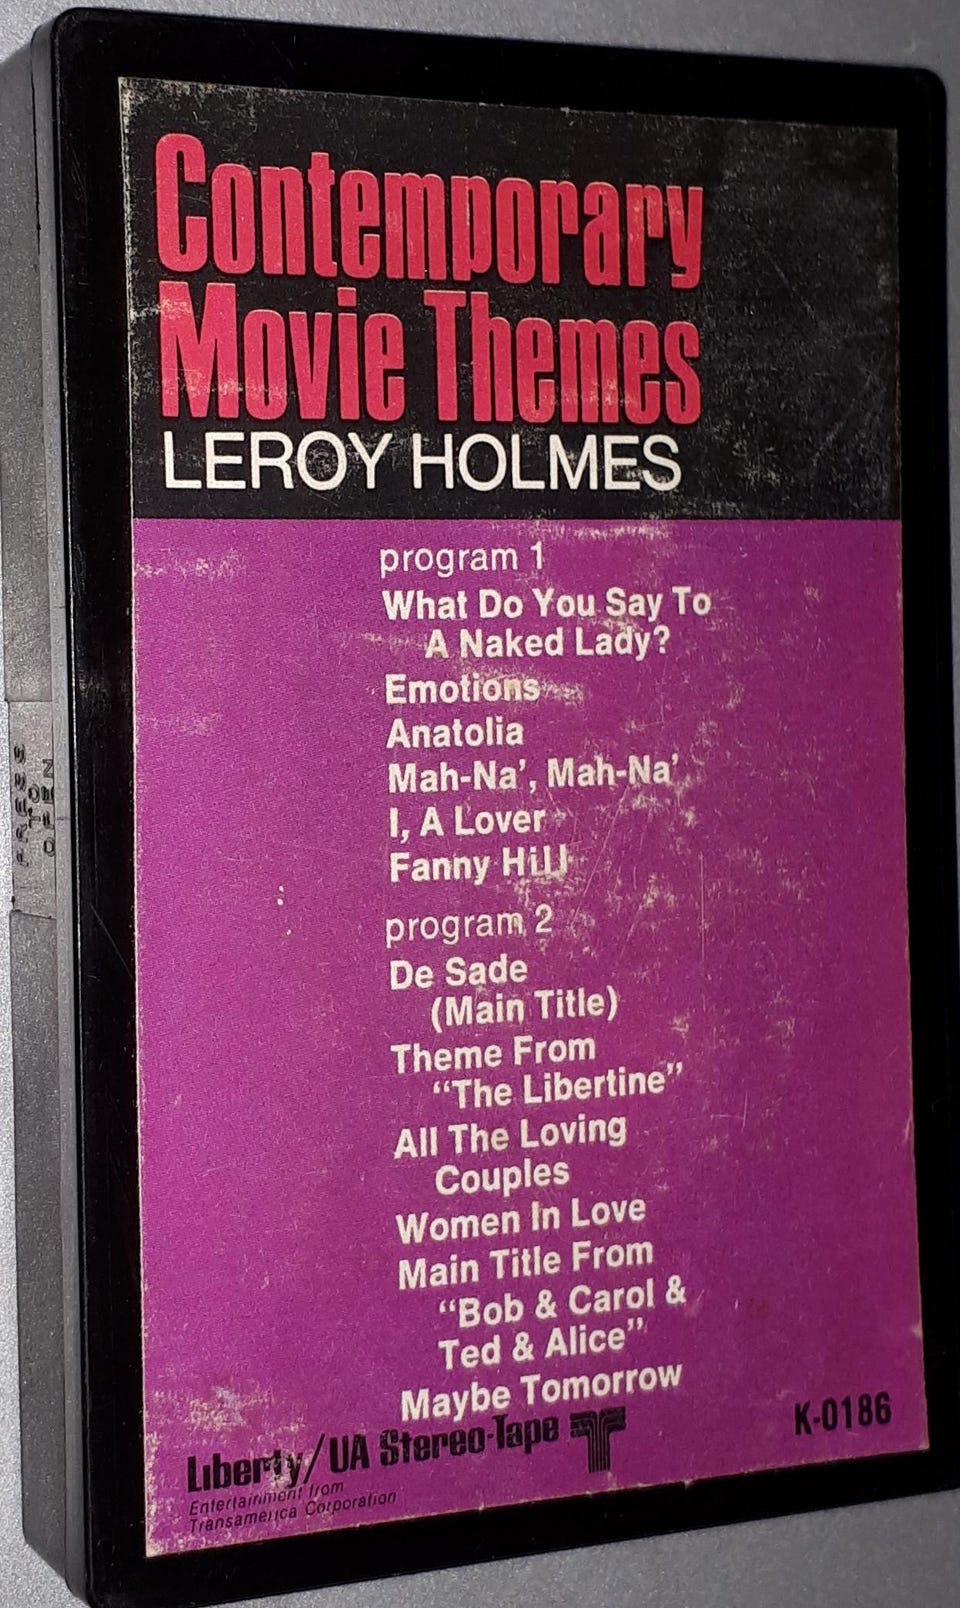 Contemporary
Movie Themes
LEROY HOLMES
program 1
What Do You Say To
A Naked Lady?
Emotions
Anatolia
Mah-Na', Mah-Na'
I, A Lover
Fanny Hill
program 2
De Sade
(Main Title)
Theme From
"The Libertine"
All The Loving
Couples
Women In Love
Main Title From
"Bob & Carol &
Ted & Alice"
Maybe Tomorrow
Liberty/UA Stereo-Tape
Entertainment from
Transamerica Corporation
K-0186
PRESS
TO
OPEN